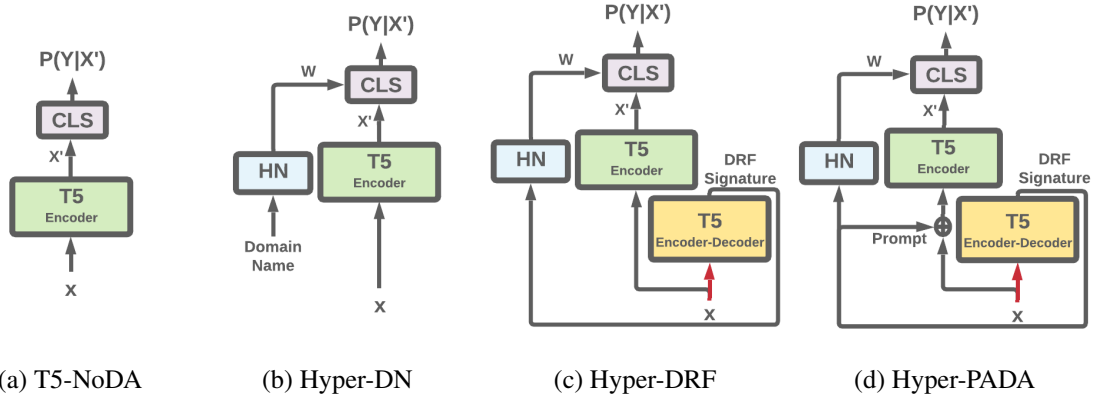 P(Y|X')
CLS
X'
T5
Encoder
x
(a) T5-NoDA
P(Y|X')
W
CLS
X'
HN
T5
Encoder
Domain
Name
x
(b) Hyper-DN
P(Y|X')
W
CLS
X'
HN
T5
Encoder
DRF
Signature
T5
Encoder-Decoder
x
(c) Hyper-DRF
P(Y|X')
W
CLS
X'
HN
T5
Encoder
DRF
Signature
Prompt
T5
Encoder-Decoder
x
(d) Hyper-PADA